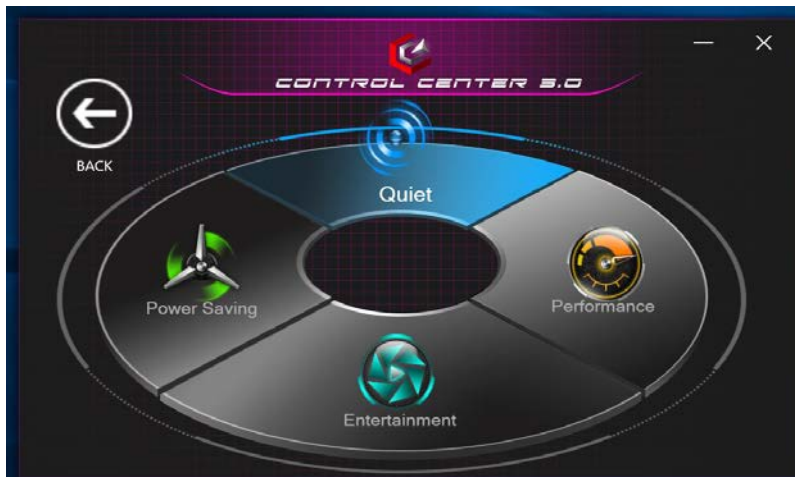 CONTROL CENTER 3.0
BACK
Quiet
Power Saving
Performance
Entertainment